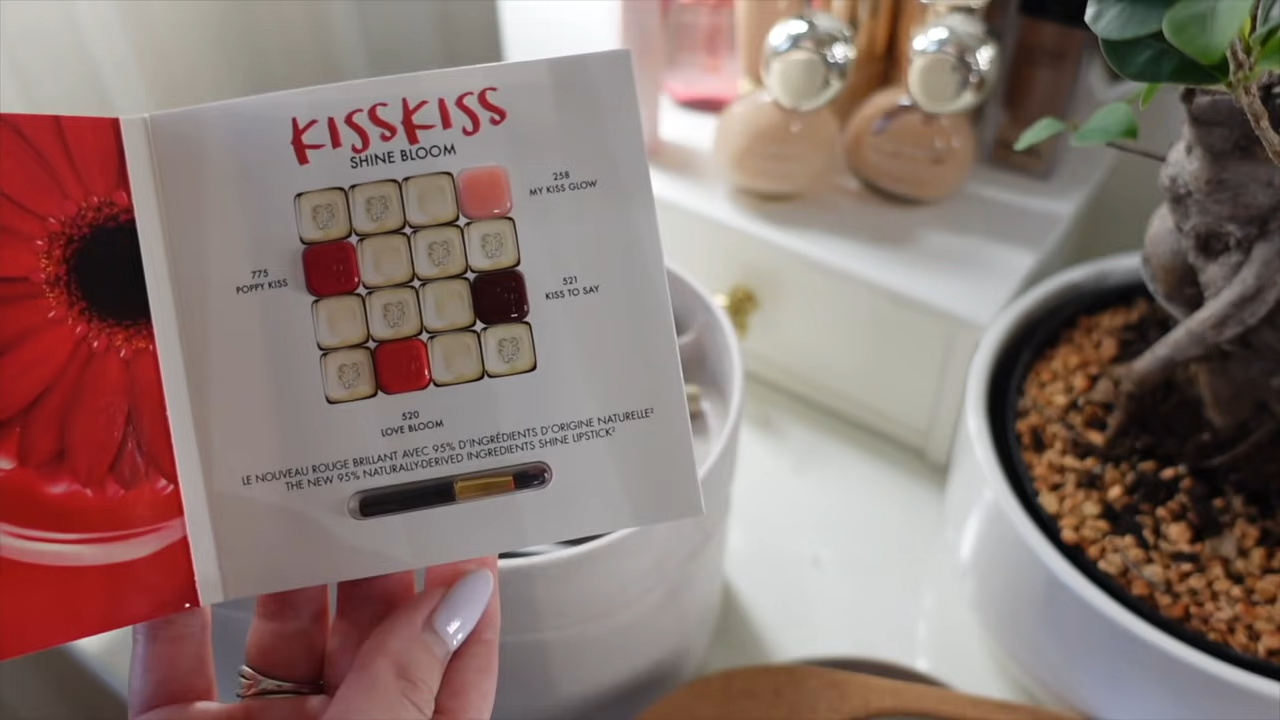 KISSKISS
SHINE BLOOM
258
MY KISS GLOW
775
POPPY KISS
521
KISS TO SAY
520
LOVE BLOOM
LE NOUVEAU ROUGE BRILLANT AVEC 95% D'INGRÉDIENTS D'ORIGINE NATURELLE²
THE NEW 95% NATURALLY-DERIVED INGREDIENTS SHINE LIPSTICK²